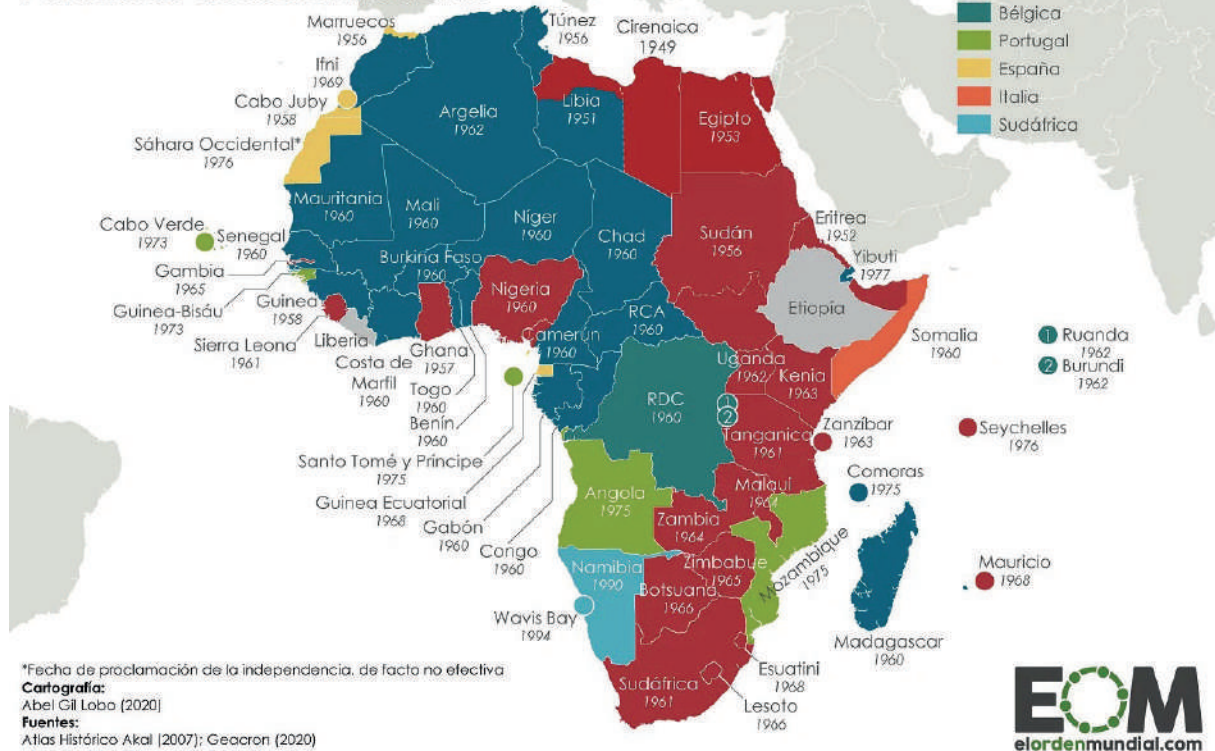 Bélgica
Portugal
España
Italia
Sudáfrica
Marruecos
1956
Túnez
1956
Cirenaica
1949
Ifni
1969
Cabo Juby
1958
Sáhara Occidental*
1976
Argelia
1962
Libia
1951
Egipto
1953
Mauritania
1960
Mali
1960
Níger
1960
Chad
1960
Sudán
1956
Eritrea
1952
Yibuti
1977
Cabo Verde
1973
Senegal
1960
Gambia
1965
Guinea-Bisáu
1973
Guinea
1958
Sierra Leona
1961
Liberia
Costa de
Marfil
1960
Burkina Faso
1960
Ghana
1957
Togo
1960
Benín
1960
Nigeria
1960
Camerún
1960
RCA
1960
Etiopía
Somalia
1960
1 Ruanda
1962
2 Burundi
1962
Santo Tomé y Príncipe
1975
Guinea Ecuatorial
1968
Gabón
1960
Congo
1960
RDC
1960
1
2
Uganda
1962
Kenia
1963
Tanganica
1961
Zanzíbar
1963
Seychelles
1976
Comoras
1975
Angola
1975
Zambia
1964
Malaui
1964
Mozambique
1975
Zimbabue
1965
Namibia
1990
Botsuana
1966
Wavis Bay
1994
Mauricio
1968
Madagascar
1960
Sudáfrica
1961
Esuatini
1968
Lesoto
1966
*Fecha de proclamación de la independencia, de facto no efectiva
Cartografía:
Abel Gil Lobo (2020)
Fuentes:
Atlas Histórico Akal (2007); Geacron (2020)
EOM
elordenmundial.com